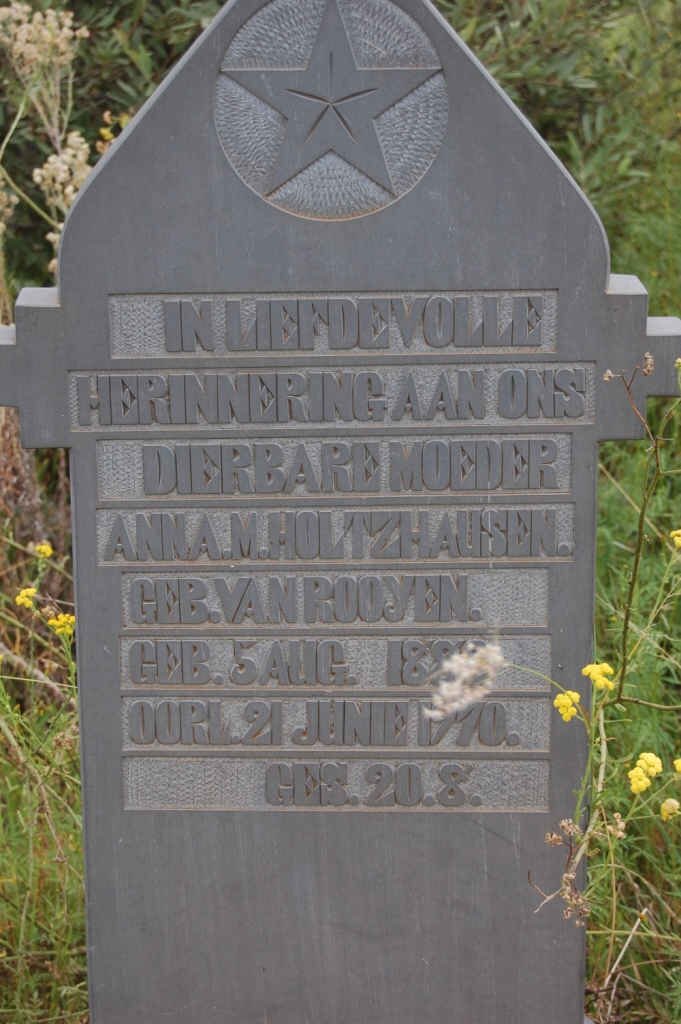 IN LIEFDEVOLLE
HERINNERING AAN ONS
DIERBARE MOEDER
ANNA.M.HOLTZHAUSEN.
GEB.VAN ROOYEN.
GEB. 5 AUG.
OORL. 21 JUNIE
GES. 20. 8.